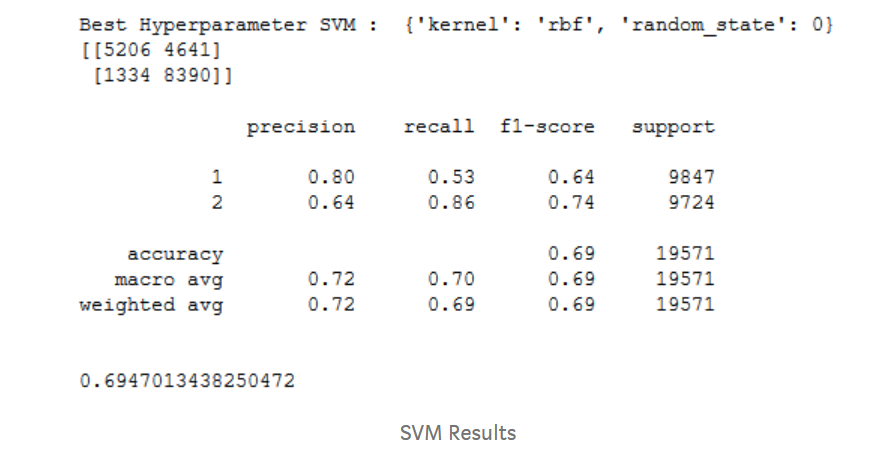 Best Hyperparameter SVM :  {'kernel': 'rbf', 'random_state': 0}
[[5206 4641]
 [1334 8390]]
precision    recall  f1-score   support
1       0.80      0.53      0.64      9847
2       0.64      0.86      0.74      9724
accuracy                           0.69     19571
macro avg       0.72      0.70      0.69     19571
weighted avg       0.72      0.69      0.69     19571
0.6947013438250472
SVM Results